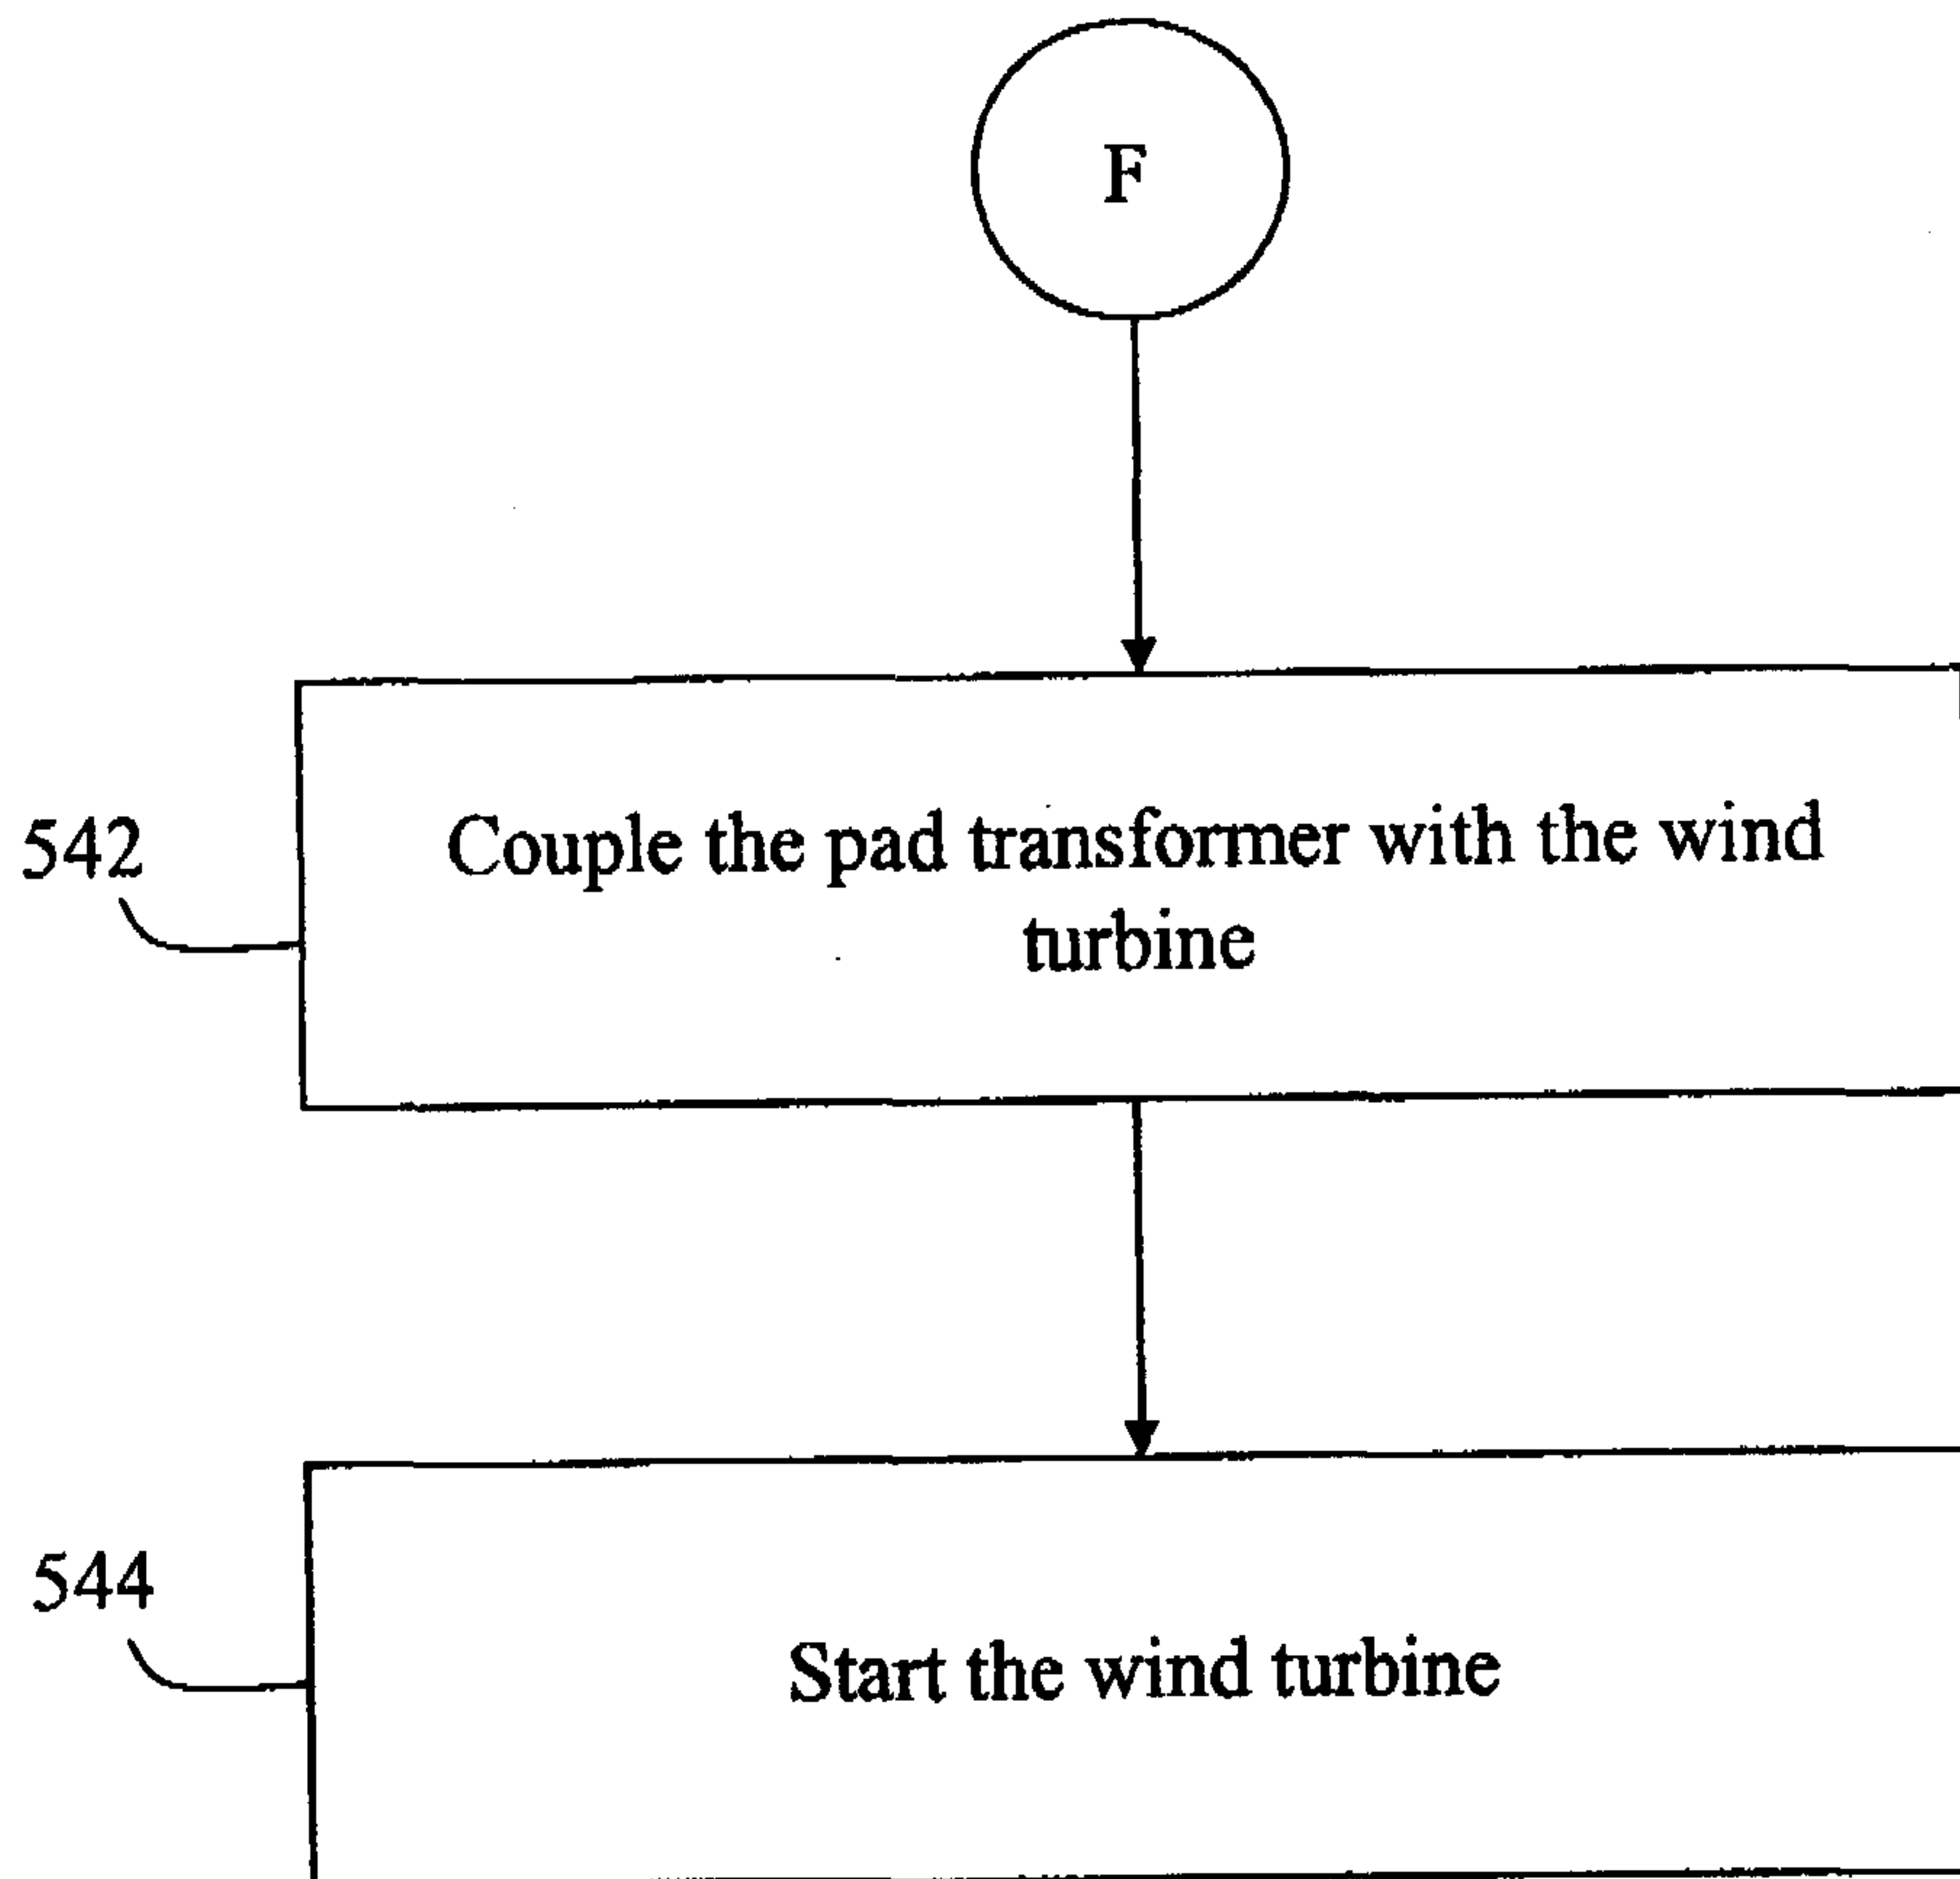 F
542
Couple the pad transformer with the wind
turbine
544
Start the wind turbine